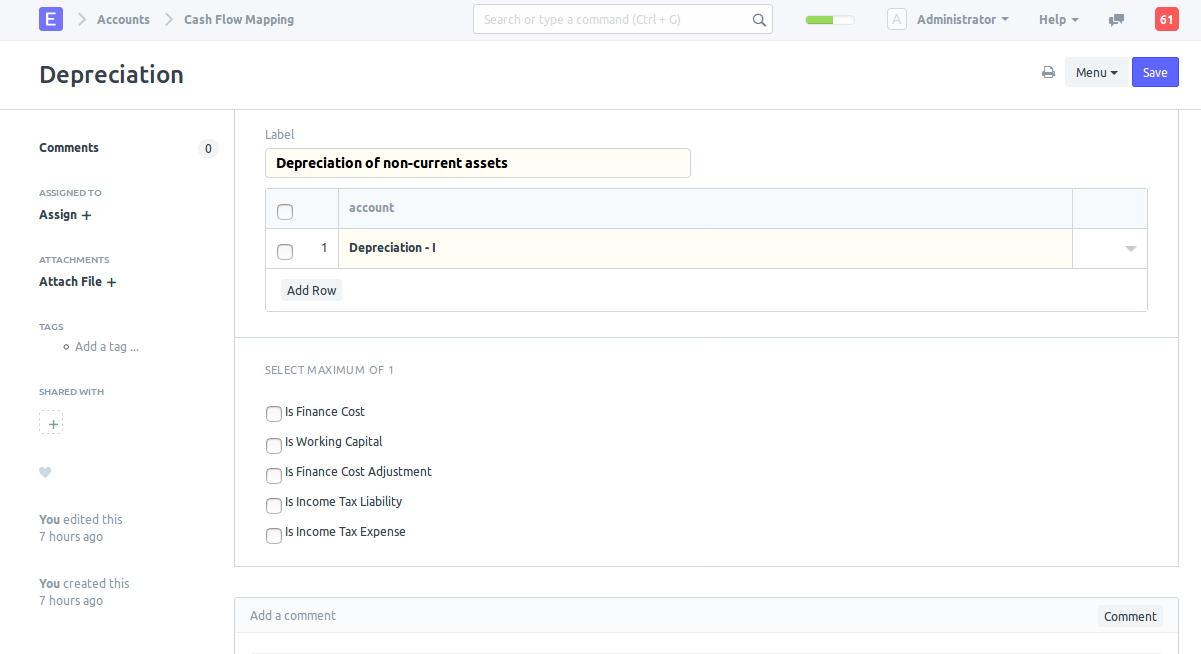 E Accounts Cash Flow Mapping Search or type a command (Ctrl + G) A Administrator Help 61
Depreciation Menu Save
Comments 0
ASSIGNED TO
Assign +
ATTACHMENTS
Attach File +
TAGS
Add a tag ...
SHARED WITH
+
You edited this
7 hours ago
You created this
7 hours ago
Label
Depreciation of non-current assets
account
1 Depreciation - I
Add Row
SELECT MAXIMUM OF 1
Is Finance Cost
Is Working Capital
Is Finance Cost Adjustment
Is Income Tax Liability
Is Income Tax Expense
Add a comment Comment